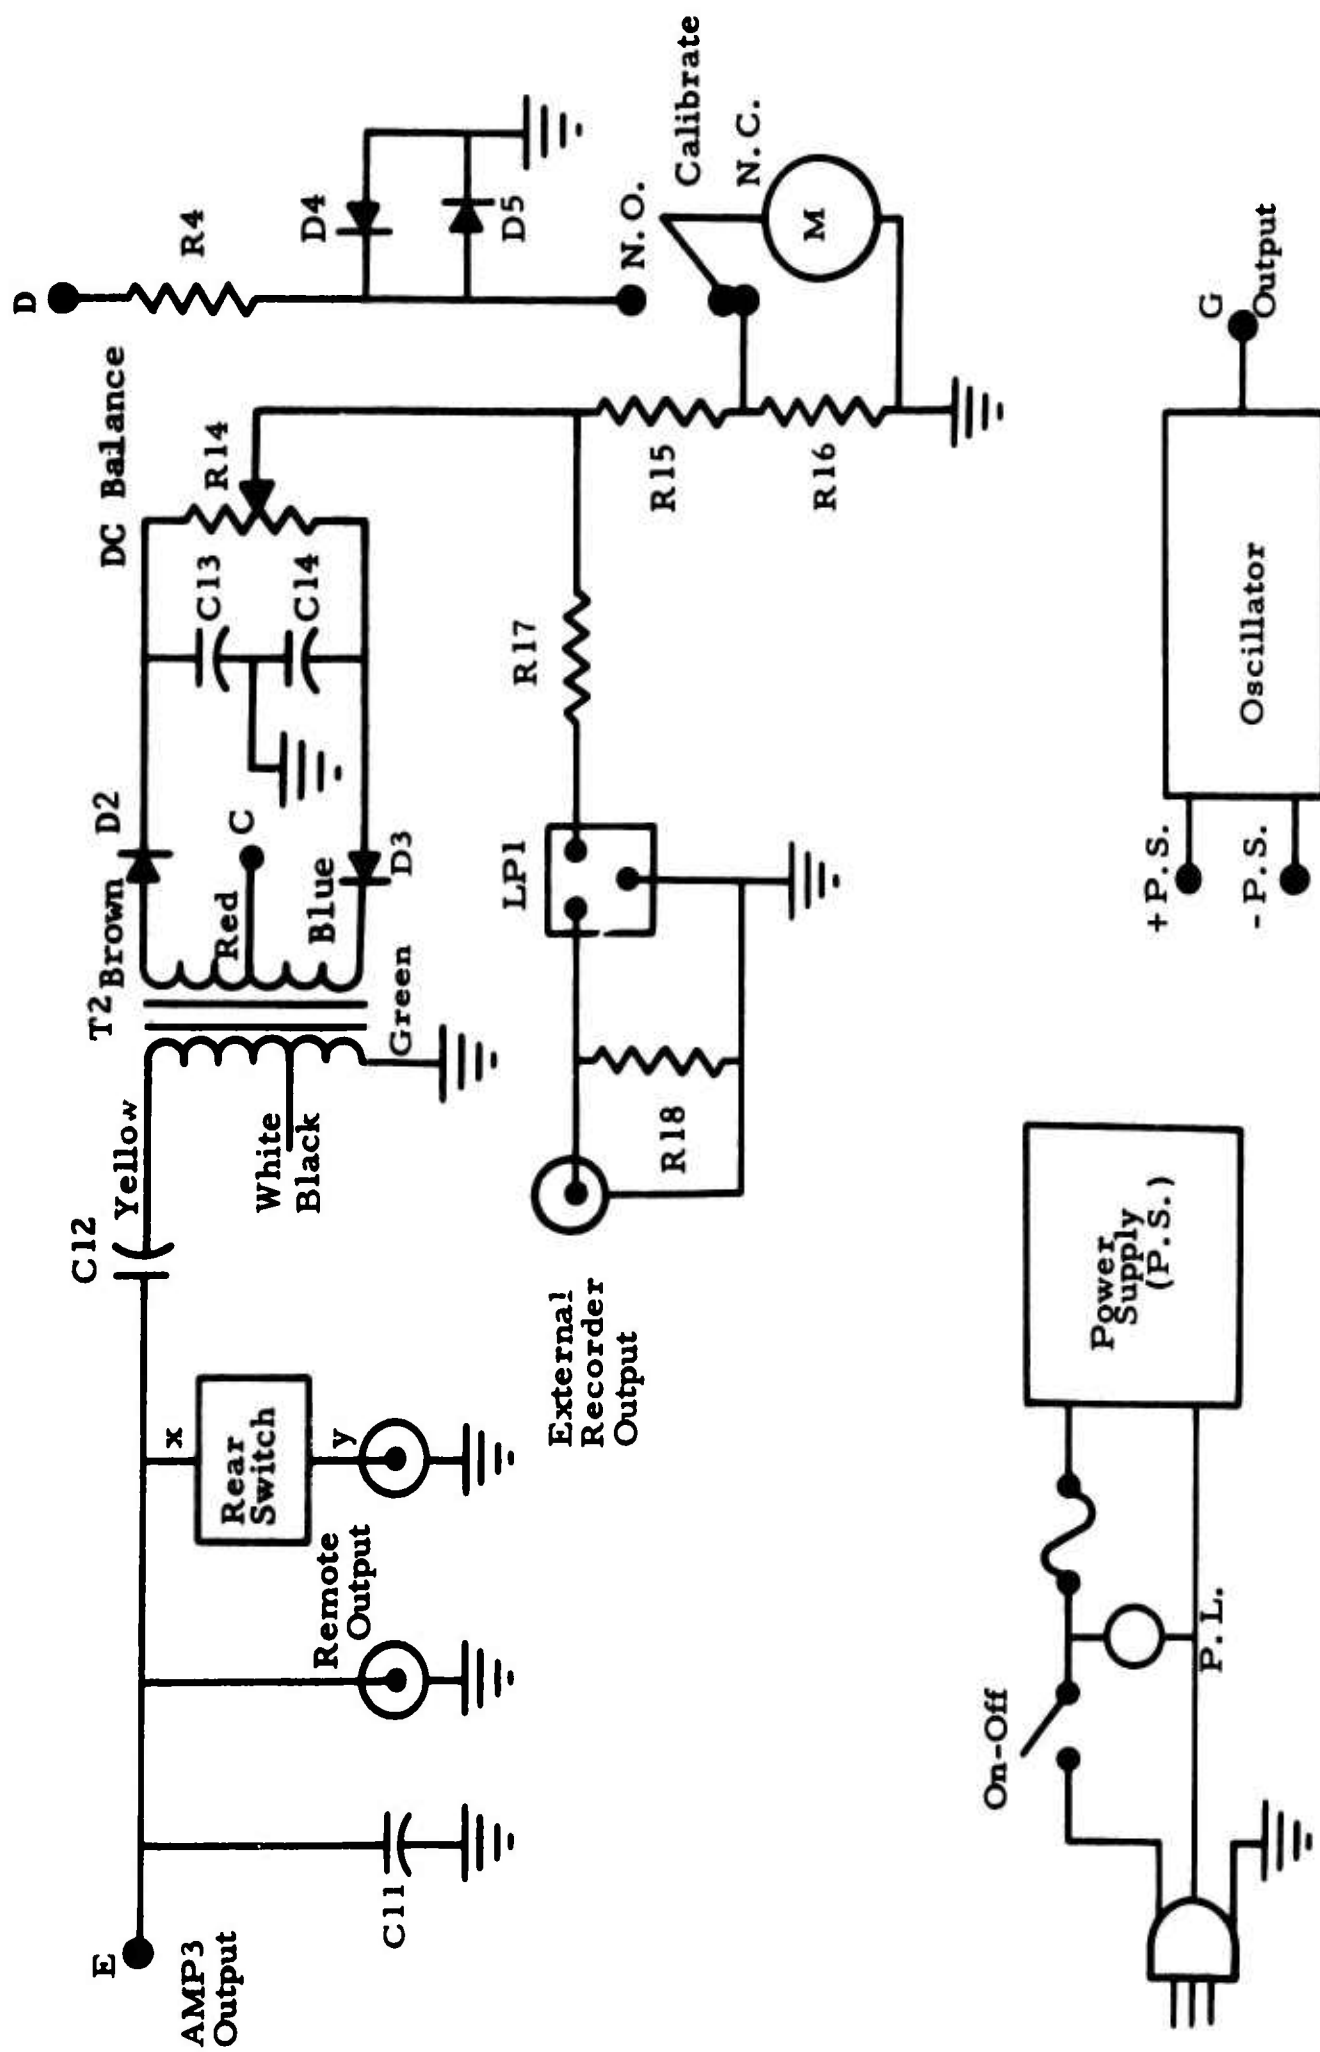 E
AMP3
Output
C11
Remote
Output
x
Rear
Switch
y
C12
Yellow
White
Black
T2
Brown
Green
D2
Red
C
Blue
D3
C13
C14
DC Balance
R14
D
R4
D4
D5
N.O.
Calibrate
N.C.
M
R15
R16
R17
LP1
R18
External
Recorder
Output
On-Off
P.L.
Power
Supply
(P.S.)
+P.S.
-P.S.
Oscillator
G
Output